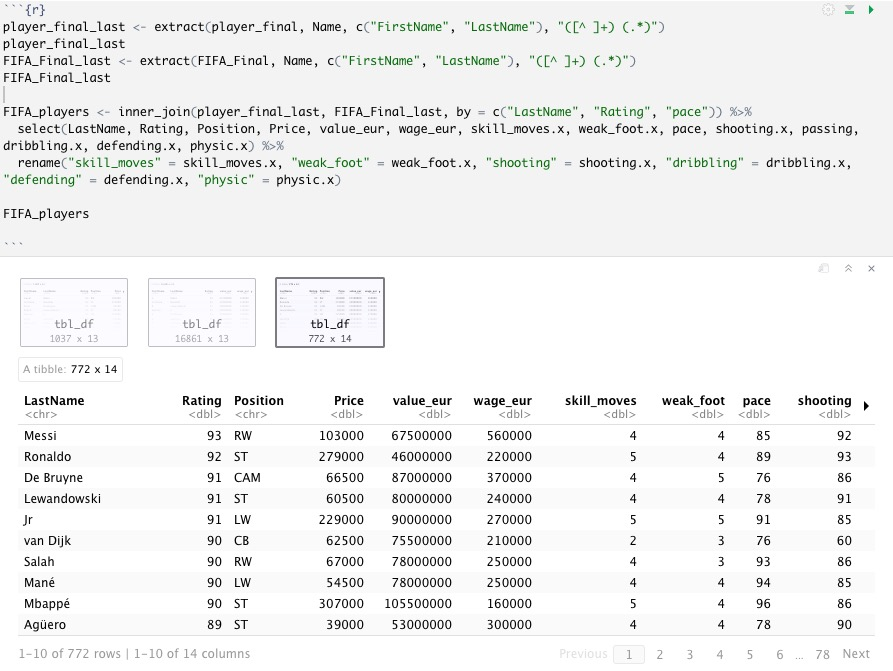 ```{r}
player_final_last <- extract(player_final, Name, c("FirstName", "LastName"), "([^ ]+) (.*)")
player_final_last
FIFA_Final_last <- extract(FIFA_Final, Name, c("FirstName", "LastName"), "([^ ]+) (.*)")
FIFA_Final_last
FIFA_players <- inner_join(player_final_last, FIFA_Final_last, by = c("LastName", "Rating", "pace")) %>%
select(LastName, Rating, Position, Price, value_eur, wage_eur, skill_moves.x, weak_foot.x, pace, shooting.x, passing,
dribbling.x, defending.x, physic.x) %>%
rename("skill_moves" = skill_moves.x, "weak_foot" = weak_foot.x, "shooting" = shooting.x, "dribbling" = dribbling.x,
"defending" = defending.x, "physic" = physic.x)
FIFA_players
```
tbl_df tbl_df tbl_df
1037 x 13 16861 x 13 772 x 14
A tibble: 772 x 14
LastName Rating Position Price value_eur wage_eur skill_moves weak_foot pace shooting
<chr> <dbl> <chr> <dbl> <dbl> <dbl> <dbl> <dbl> <dbl> <dbl>
Messi 93 RW 103000 67500000 560000 4 4 85 92
Ronaldo 92 ST 279000 46000000 220000 5 4 89 93
De Bruyne 91 CAM 66500 87000000 370000 4 5 76 86
Lewandowski 91 ST 60500 80000000 240000 4 4 78 91
Jr 91 LW 229000 90000000 270000 5 5 91 85
van Dijk 90 CB 62500 75500000 210000 2 3 76 60
Salah 90 RW 67000 78000000 250000 4 3 93 86
Mané 90 LW 54500 78000000 250000 4 4 94 85
Mbappé 90 ST 307000 105500000 160000 5 4 96 86
Agüero 89 ST 39000 53000000 300000 4 4 78 90
1-10 of 772 rows | 1-10 of 14 columns Previous 1 2 3 4 5 6 ... 78 Next